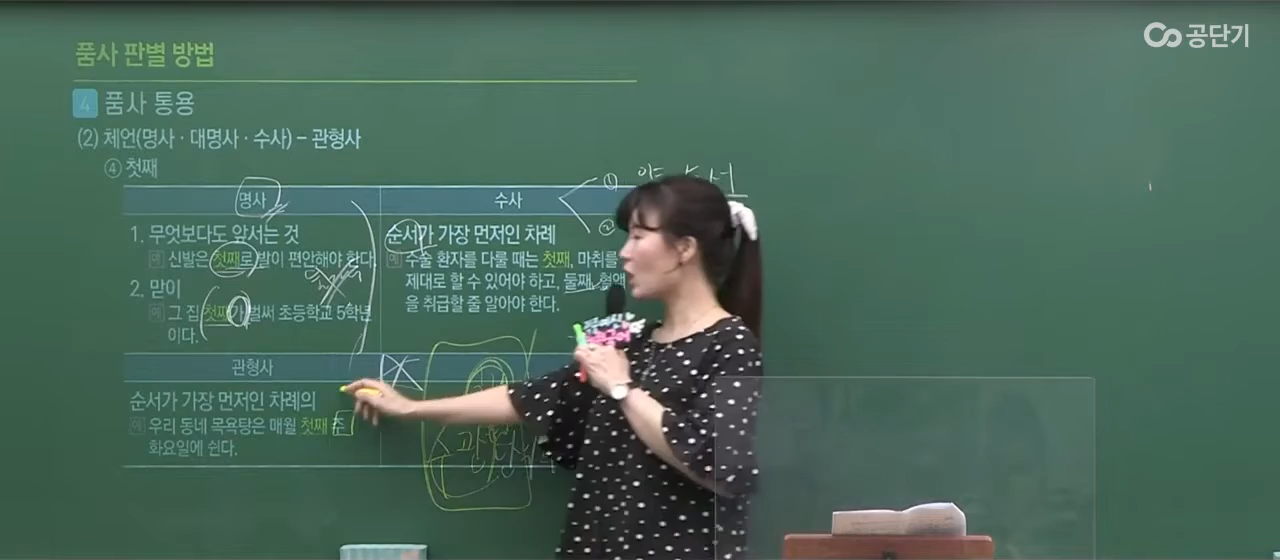 공단기
품사 판별 방법
4 품사 통용
(2) 체언(명사·대명사·수사) – 관형사
④ 첫째
명사
수사
①
②
1. 무엇보다도 앞서는 것
예 신발은 첫째로 발이 편안해야 한다.
2. 맏이
예 그 집 첫째가 벌써 초등학교 5학년
이다.
순서가 가장 먼저인 차례
예 수술 환자를 다룰 때는 첫째, 마취를
제대로 할 수 있어야 하고, 둘째, 혈액
을 취급할 줄 알아야 한다.
관형사
순서가 가장 먼저인 차례의
예 우리 동네 목욕탕은 매월 첫째 주
화요일에 쉰다.